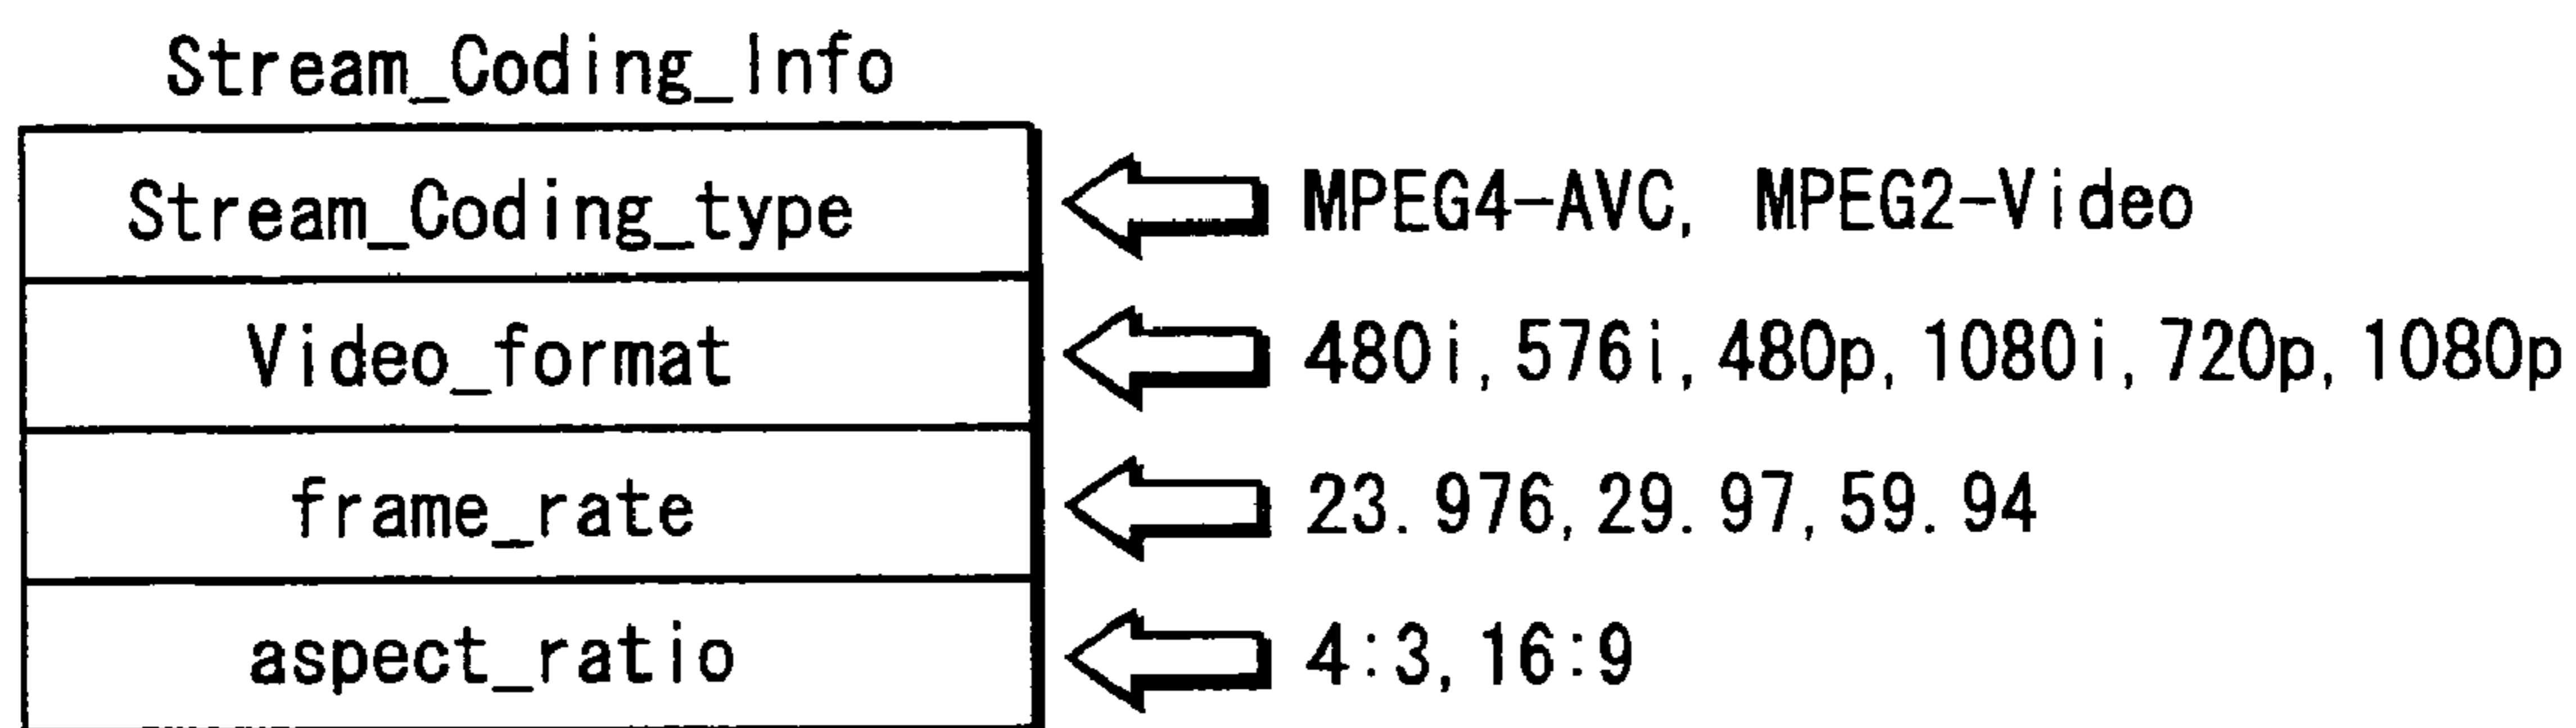 Stream_Coding_Info
Stream_Coding_type MPEG4-AVC, MPEG2-Video
Video_format 480i,576i,480p,1080i,720p,1080p
frame_rate 23.976,29.97,59.94
aspect_ratio 4:3,16:9